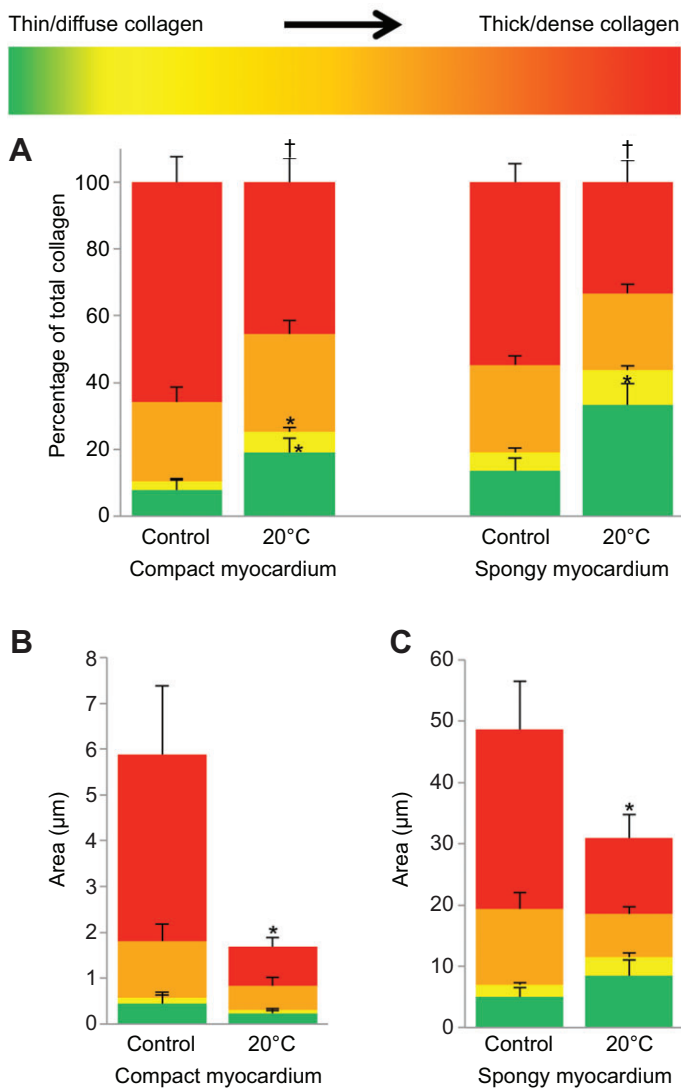 Thin/diffuse collagen Thick/dense collagen
A
Percentage of total collagen
100
80
60
40
20
0
† †
*
*
*
Control 20°C Control 20°C
Compact myocardium Spongy myocardium
B
Area (µm)
8
7
6
5
4
3
2
1
0
*
Control 20°C
Compact myocardium
C
Area (µm)
60
50
40
30
20
10
0
*
Control 20°C
Spongy myocardium